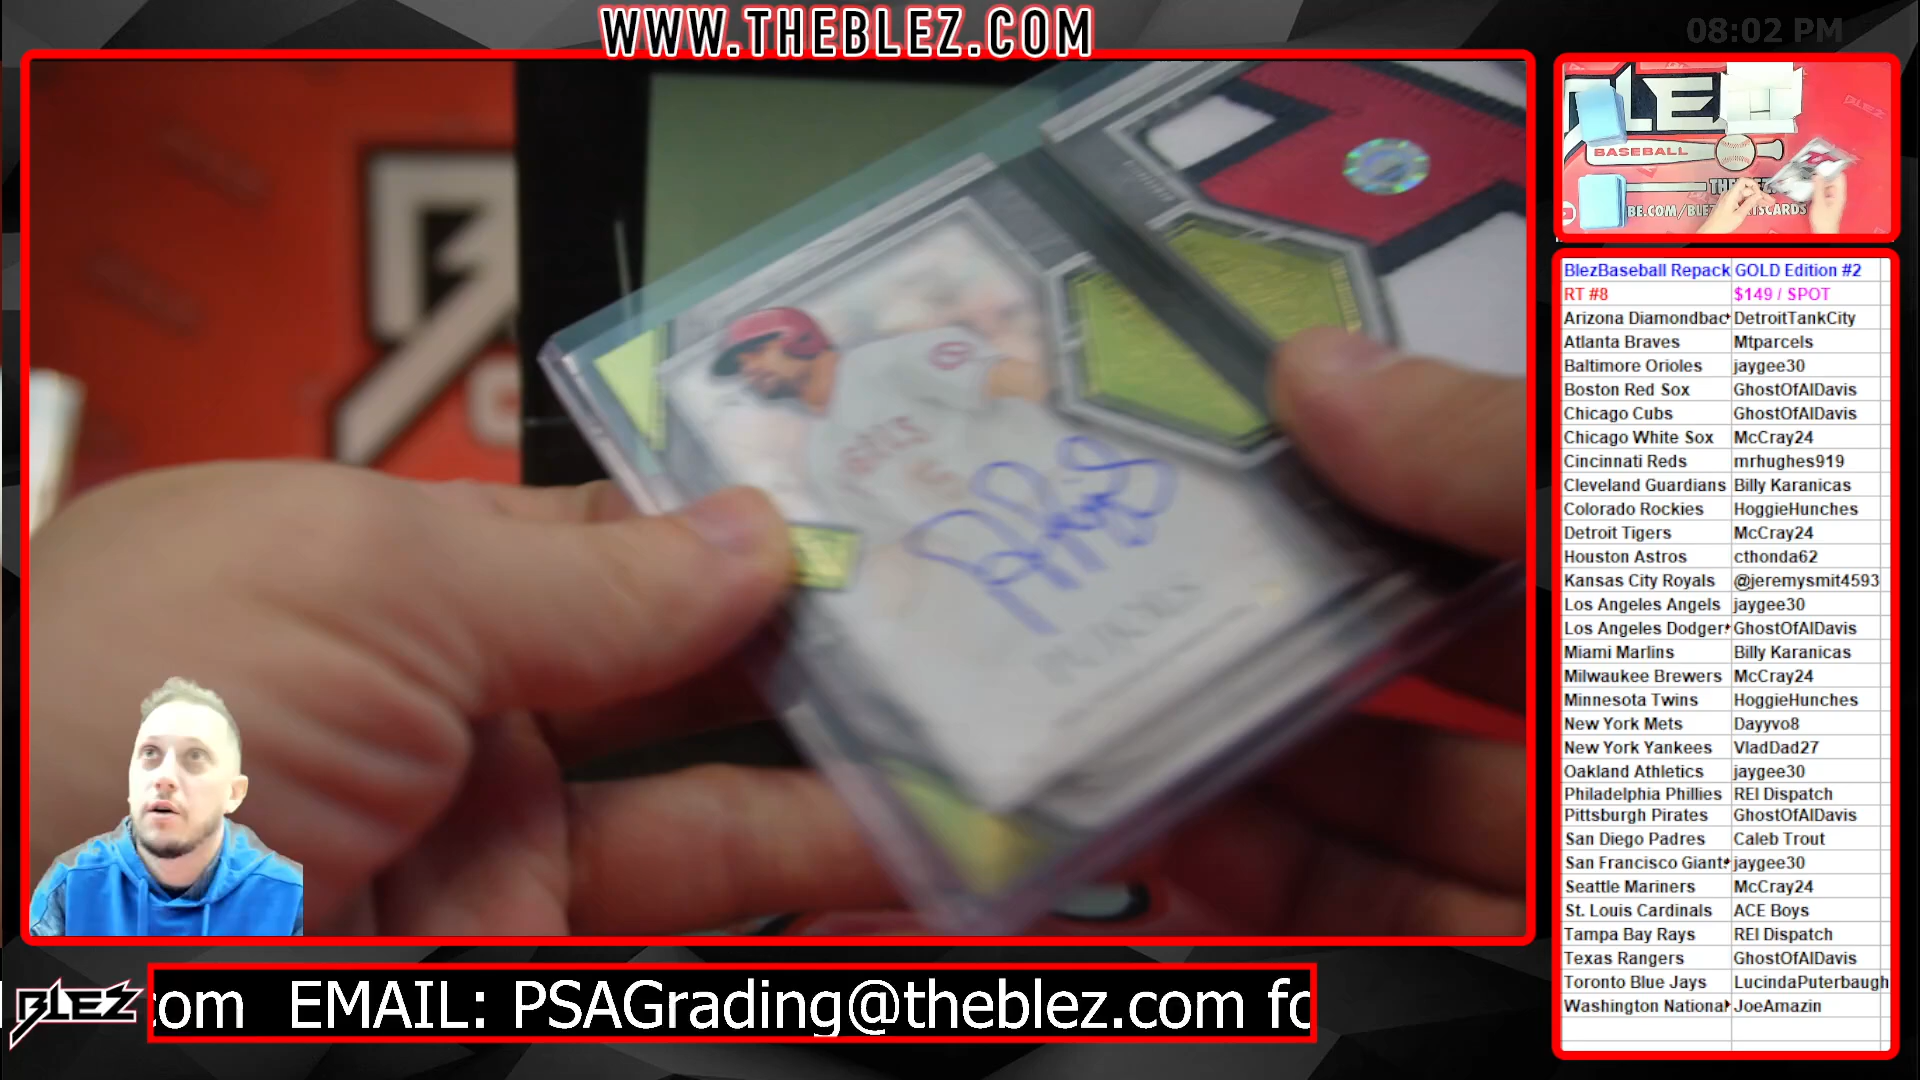 WWW.THEBLEZ.COM
08:02 PM
BASEBALL
BlezBaseball Repack GOLD Edition #2
RT #8 $149 / SPOT
Arizona Diamondbac DetroitTankCity
Atlanta Braves Mtparcels
Baltimore Orioles jaygee30
Boston Red Sox GhostOfAlDavis
Chicago Cubs GhostOfAlDavis
Chicago White Sox McCray24
Cincinnati Reds mrhughes919
Cleveland Guardians Billy Karanicas
Colorado Rockies HoggieHunches
Detroit Tigers McCray24
Houston Astros cthonda62
Kansas City Royals @jeremysmit4593
Los Angeles Angels jaygee30
Los Angeles Dodger GhostOfAlDavis
Miami Marlins Billy Karanicas
Milwaukee Brewers McCray24
Minnesota Twins HoggieHunches
New York Mets Dayyvo8
New York Yankees VladDad27
Oakland Athletics jaygee30
Philadelphia Phillies REI Dispatch
Pittsburgh Pirates GhostOfAlDavis
San Diego Padres Caleb Trout
San Francisco Giant jaygee30
Seattle Mariners McCray24
St. Louis Cardinals ACE Boys
Tampa Bay Rays REI Dispatch
Texas Rangers GhostOfAlDavis
Toronto Blue Jays LucindaPuterbaugh
Washington National JoeAmazin
BLEZ
com EMAIL: PSAGrading@theblez.com fo